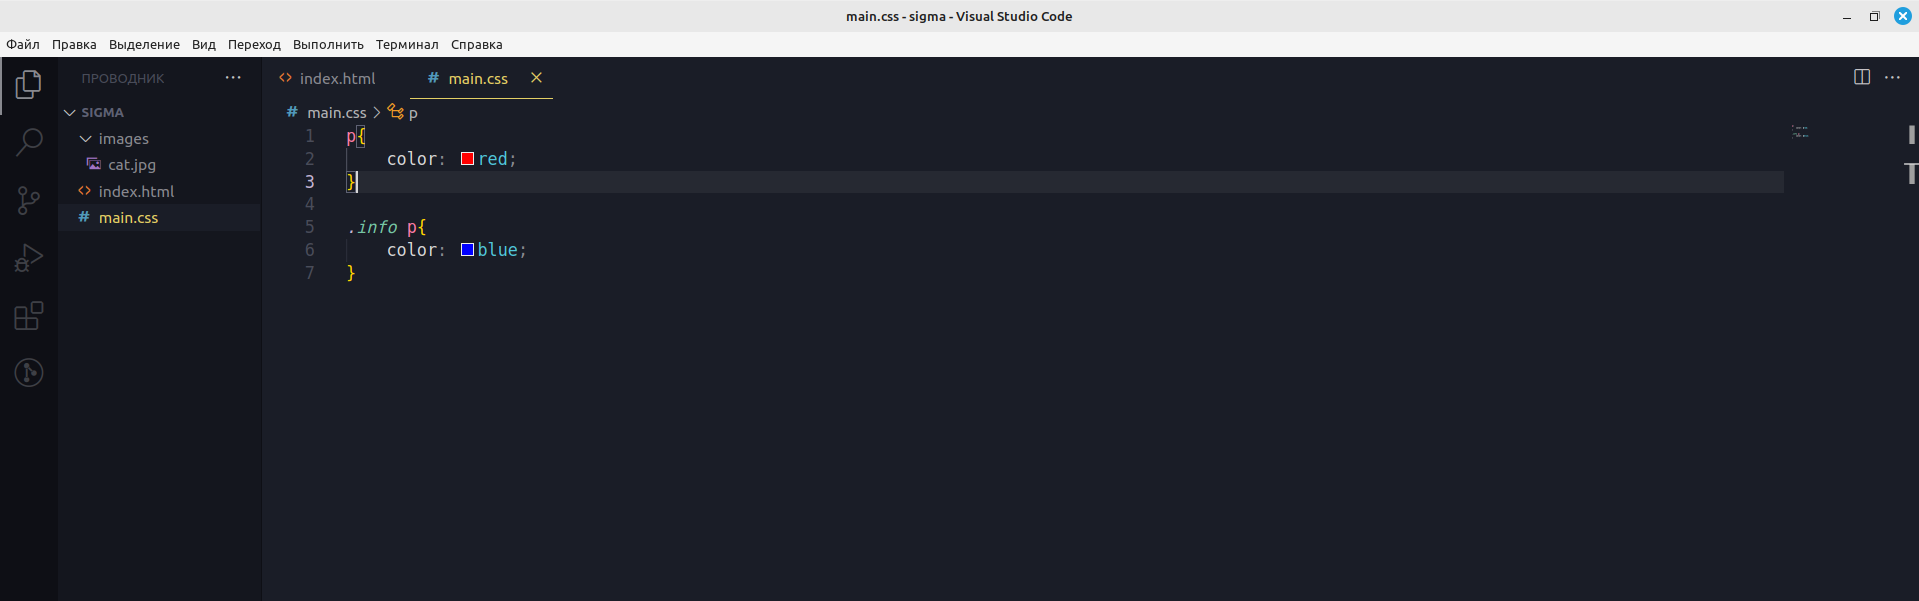 main.css - sigma - Visual Studio Code
Файл Правка Выделение Вид Переход Выполнить Терминал Справка
ПРОВОДНИК
SIGMA
images
cat.jpg
index.html
main.css
index.html
main.css
main.css > p
1 p{
2     color: red;
3 }
4
5 .info p{
6     color: blue;
7 }